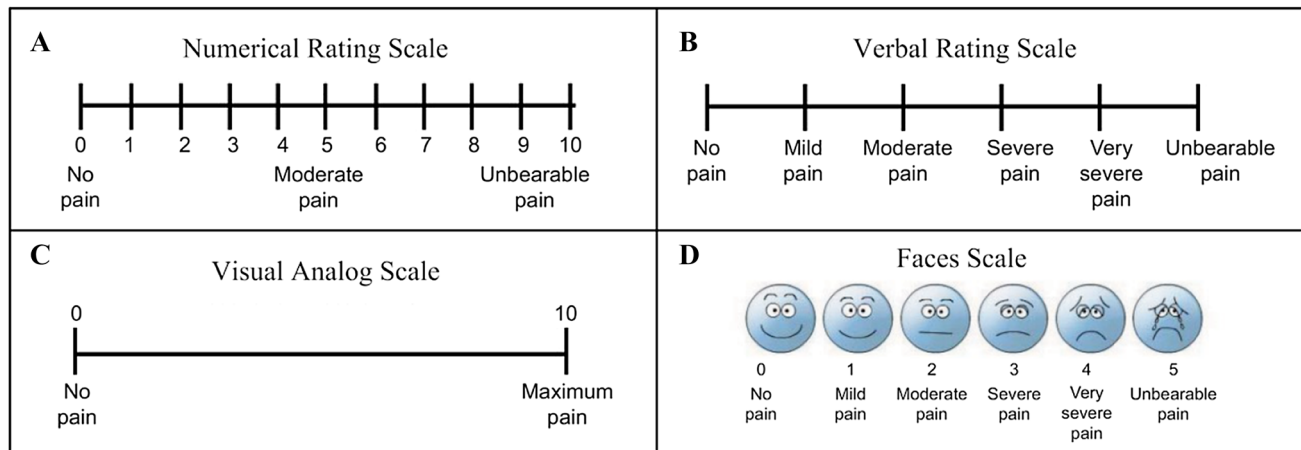 A
Numerical Rating Scale
0 1 2 3 4 5 6 7 8 9 10
No Moderate Unbearable
pain pain pain
B
Verbal Rating Scale
No Mild Moderate Severe Very Unbearable
pain pain pain pain severe pain
pain
C
Visual Analog Scale
0 10
No Maximum
pain pain
D
Faces Scale
0 1 2 3 4 5
No Mild Moderate Severe Very Unbearable
pain pain pain pain severe pain
pain